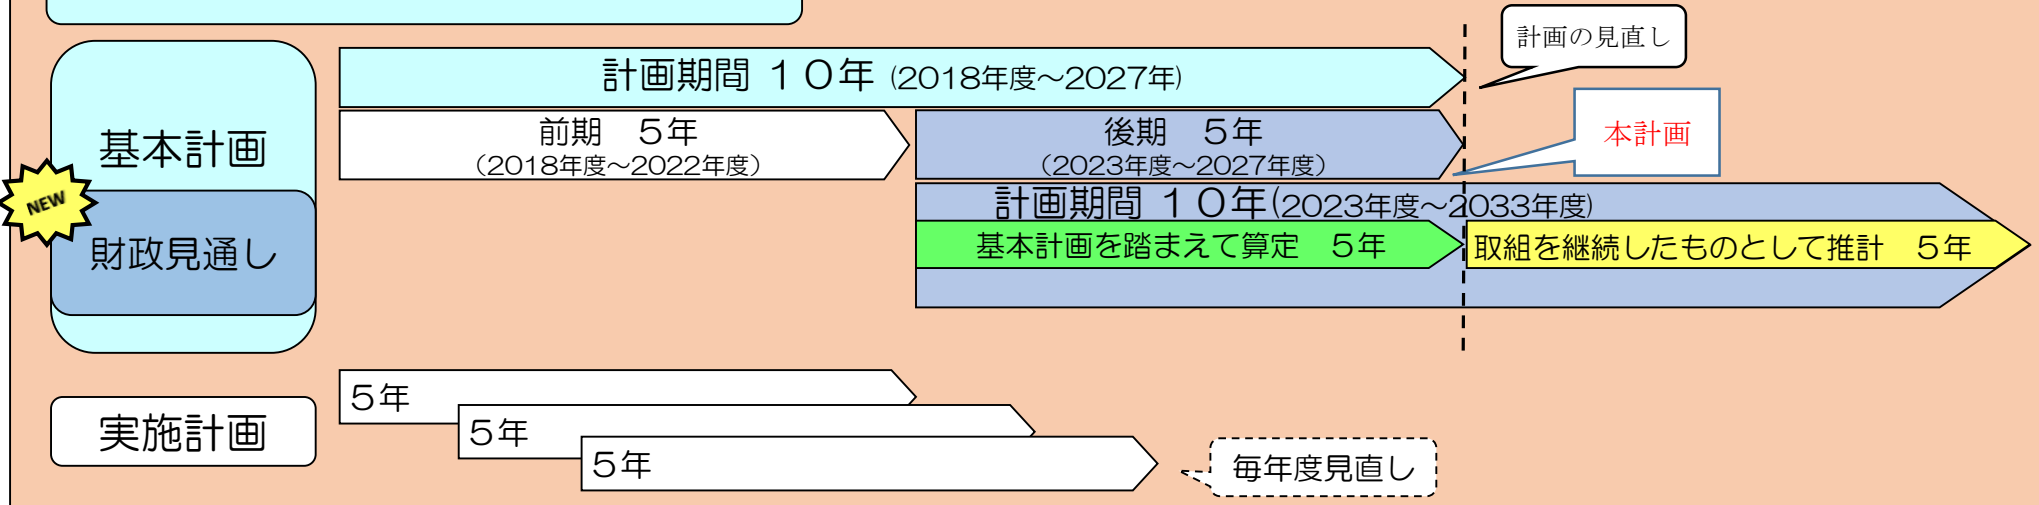 計画の見直し
計画期間 10年 (2018年度～2027年)
本計画
前期 5年
（2018年度～2022年度）
後期 5年
（2023年度～2027年度）
基本計画
NEW
財政見通し
計画期間 10年(2023年度～2033年度)
基本計画を踏まえて算定 5年
取組を継続したものとして推計 5年
実施計画
5年
5年
5年
毎年度見直し